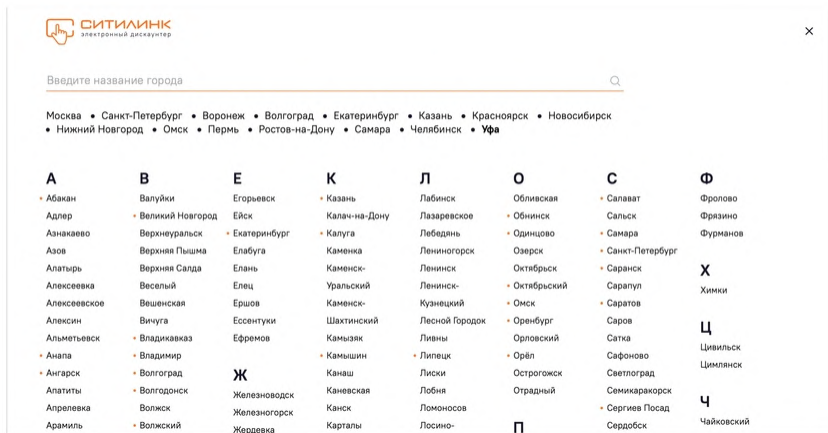 СИТИЛИНК
электронный дискаунтер
Введите название города
Москва • Санкт-Петербург • Воронеж • Волгоград • Екатеринбург • Казань • Красноярск • Новосибирск
• Нижний Новгород • Омск • Пермь • Ростов-на-Дону • Самара • Челябинск • Уфа
А
Абакан
Адлер
Азнакаево
Азов
Алатырь
Алексеевка
Алексеевское
Алексин
Альметьевск
Анапа
Ангарск
Апатиты
Апрелевка
Арамиль
В
Валуйки
Великий Новгород
Верхнеуральск
Верхняя Пышма
Верхняя Салда
Веселый
Вешенская
Вичуга
Владикавказ
Владимир
Волгоград
Волгодонск
Волжск
Волжский
Е
Егорьевск
Ейск
Екатеринбург
Елабуга
Елань
Елец
Ершов
Ессентуки
Ефремов
Ж
Железноводск
Железногорск
Жердевка
К
Казань
Калач-на-Дону
Калуга
Каменка
Каменск-
Уральский
Каменск-
Шахтинский
Камызяк
Камышин
Канаш
Каневская
Канск
Карталы
Л
Лабинск
Лазаревское
Лебедянь
Лениногорск
Ленинск
Ленинск-
Кузнецкий
Лесной Городок
Ливны
Липецк
Лиски
Лобня
Ломоносов
Лосино-
О
Обливская
Обнинск
Одинцово
Озерск
Октябрьск
Октябрьский
Омск
Оренбург
Орловский
Орёл
Острогожск
Отрадный
П
С
Салават
Сальск
Самара
Санкт-Петербург
Саранск
Сарапул
Саратов
Саров
Сатка
Сафоново
Светлоград
Семикаракорск
Сергиев Посад
Сердобск
Ф
Фролово
Фрязино
Фурманов
Х
Химки
Ц
Цивильск
Цимлянск
Ч
Чайковский